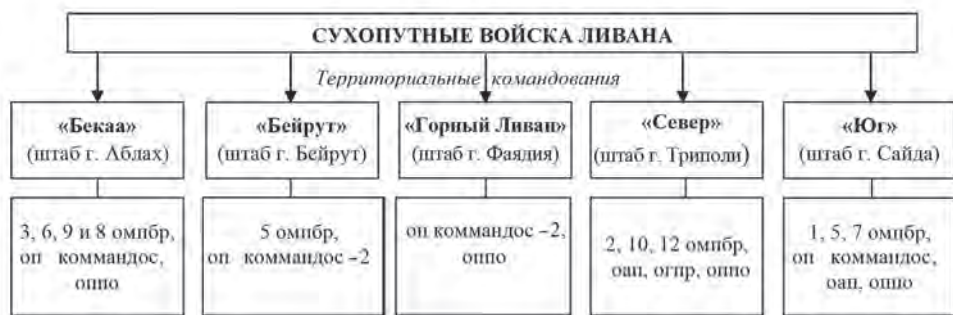 СУХОПУТНЫЕ ВОЙСКА ЛИВАНА
Территориальные командования
«Бекаа»
(штаб г. Аблах)
«Бейрут»
(штаб г. Бейрут)
«Горный Ливан»
(штаб г. Фаядия)
«Север»
(штаб г. Триполи)
«Юг»
(штаб г. Сайда)
3, 6, 9 и 8 омпбр,
оп коммандос,
оппо
5 омпбр,
оп коммандос –2
оп коммандос –2,
оппо
2, 10, 12 омпбр,
оап, огпр, оппо
1, 5, 7 омпбр,
оп коммандос,
оап, оппо